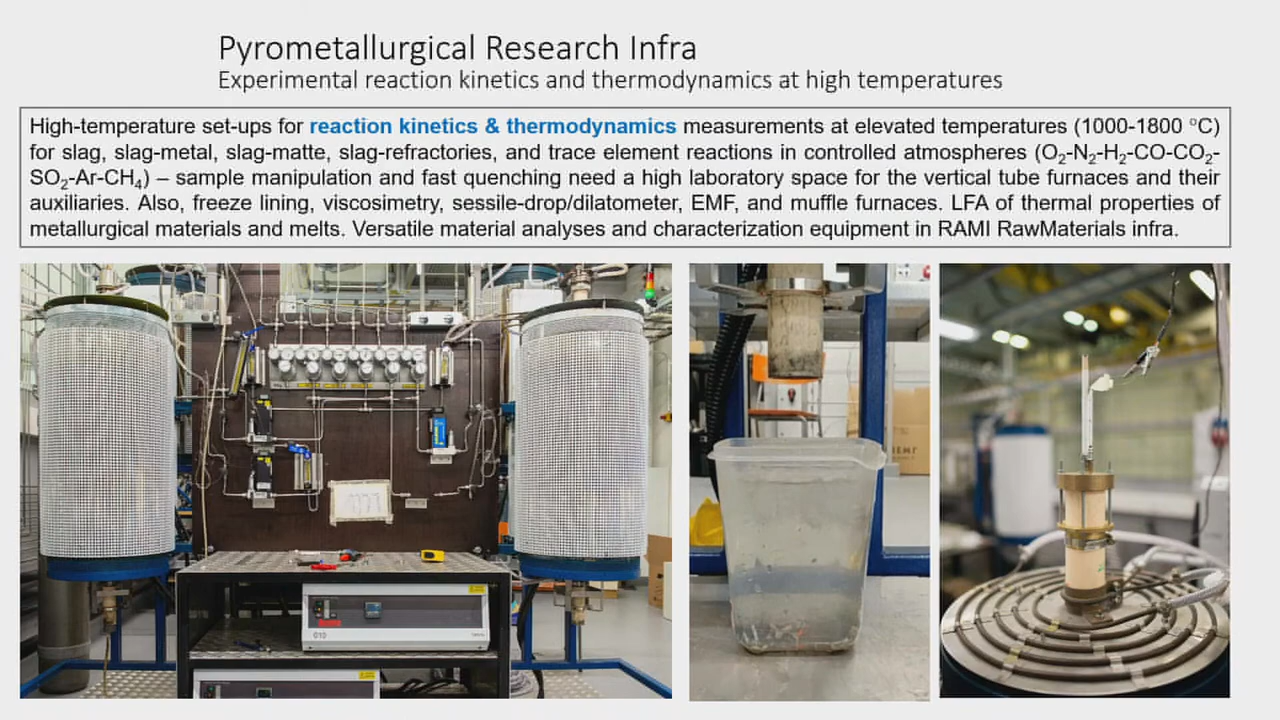 Pyrometallurgical Research Infra
Experimental reaction kinetics and thermodynamics at high temperatures
High-temperature set-ups for reaction kinetics & thermodynamics measurements at elevated temperatures (1000-1800 °C)
for slag, slag-metal, slag-matte, slag-refractories, and trace element reactions in controlled atmospheres (O₂-N₂-H₂-CO-CO₂-
SO₂-Ar-CH₄) – sample manipulation and fast quenching need a high laboratory space for the vertical tube furnaces and their
auxiliaries. Also, freeze lining, viscosimetry, sessile-drop/dilatometer, EMF, and muffle furnaces. LFA of thermal properties of
metallurgical materials and melts. Versatile material analyses and characterization equipment in RAMI RawMaterials infra.